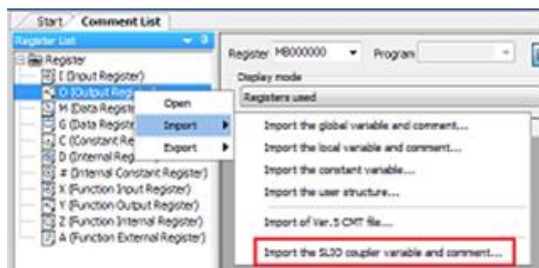 Start Comment List
Register List
Register MB000000 Program
Display mode
Registers used
Register
I (Input Register)
O (Output Reg
M (Data Registe
G (Data Registe
C (Constant Re
D (Internal Reg
# (Internal Constant Register)
X (Function Input Register)
Y (Function Output Register)
Z (Function Internal Register)
A (Function External Register)
Open
Import
Export
Import the global variable and comment...
Import the local variable and comment...
Import the constant variable...
Import the user structure...
Import of Ver.5 CMT file...
Import the SLIO coupler variable and comment...